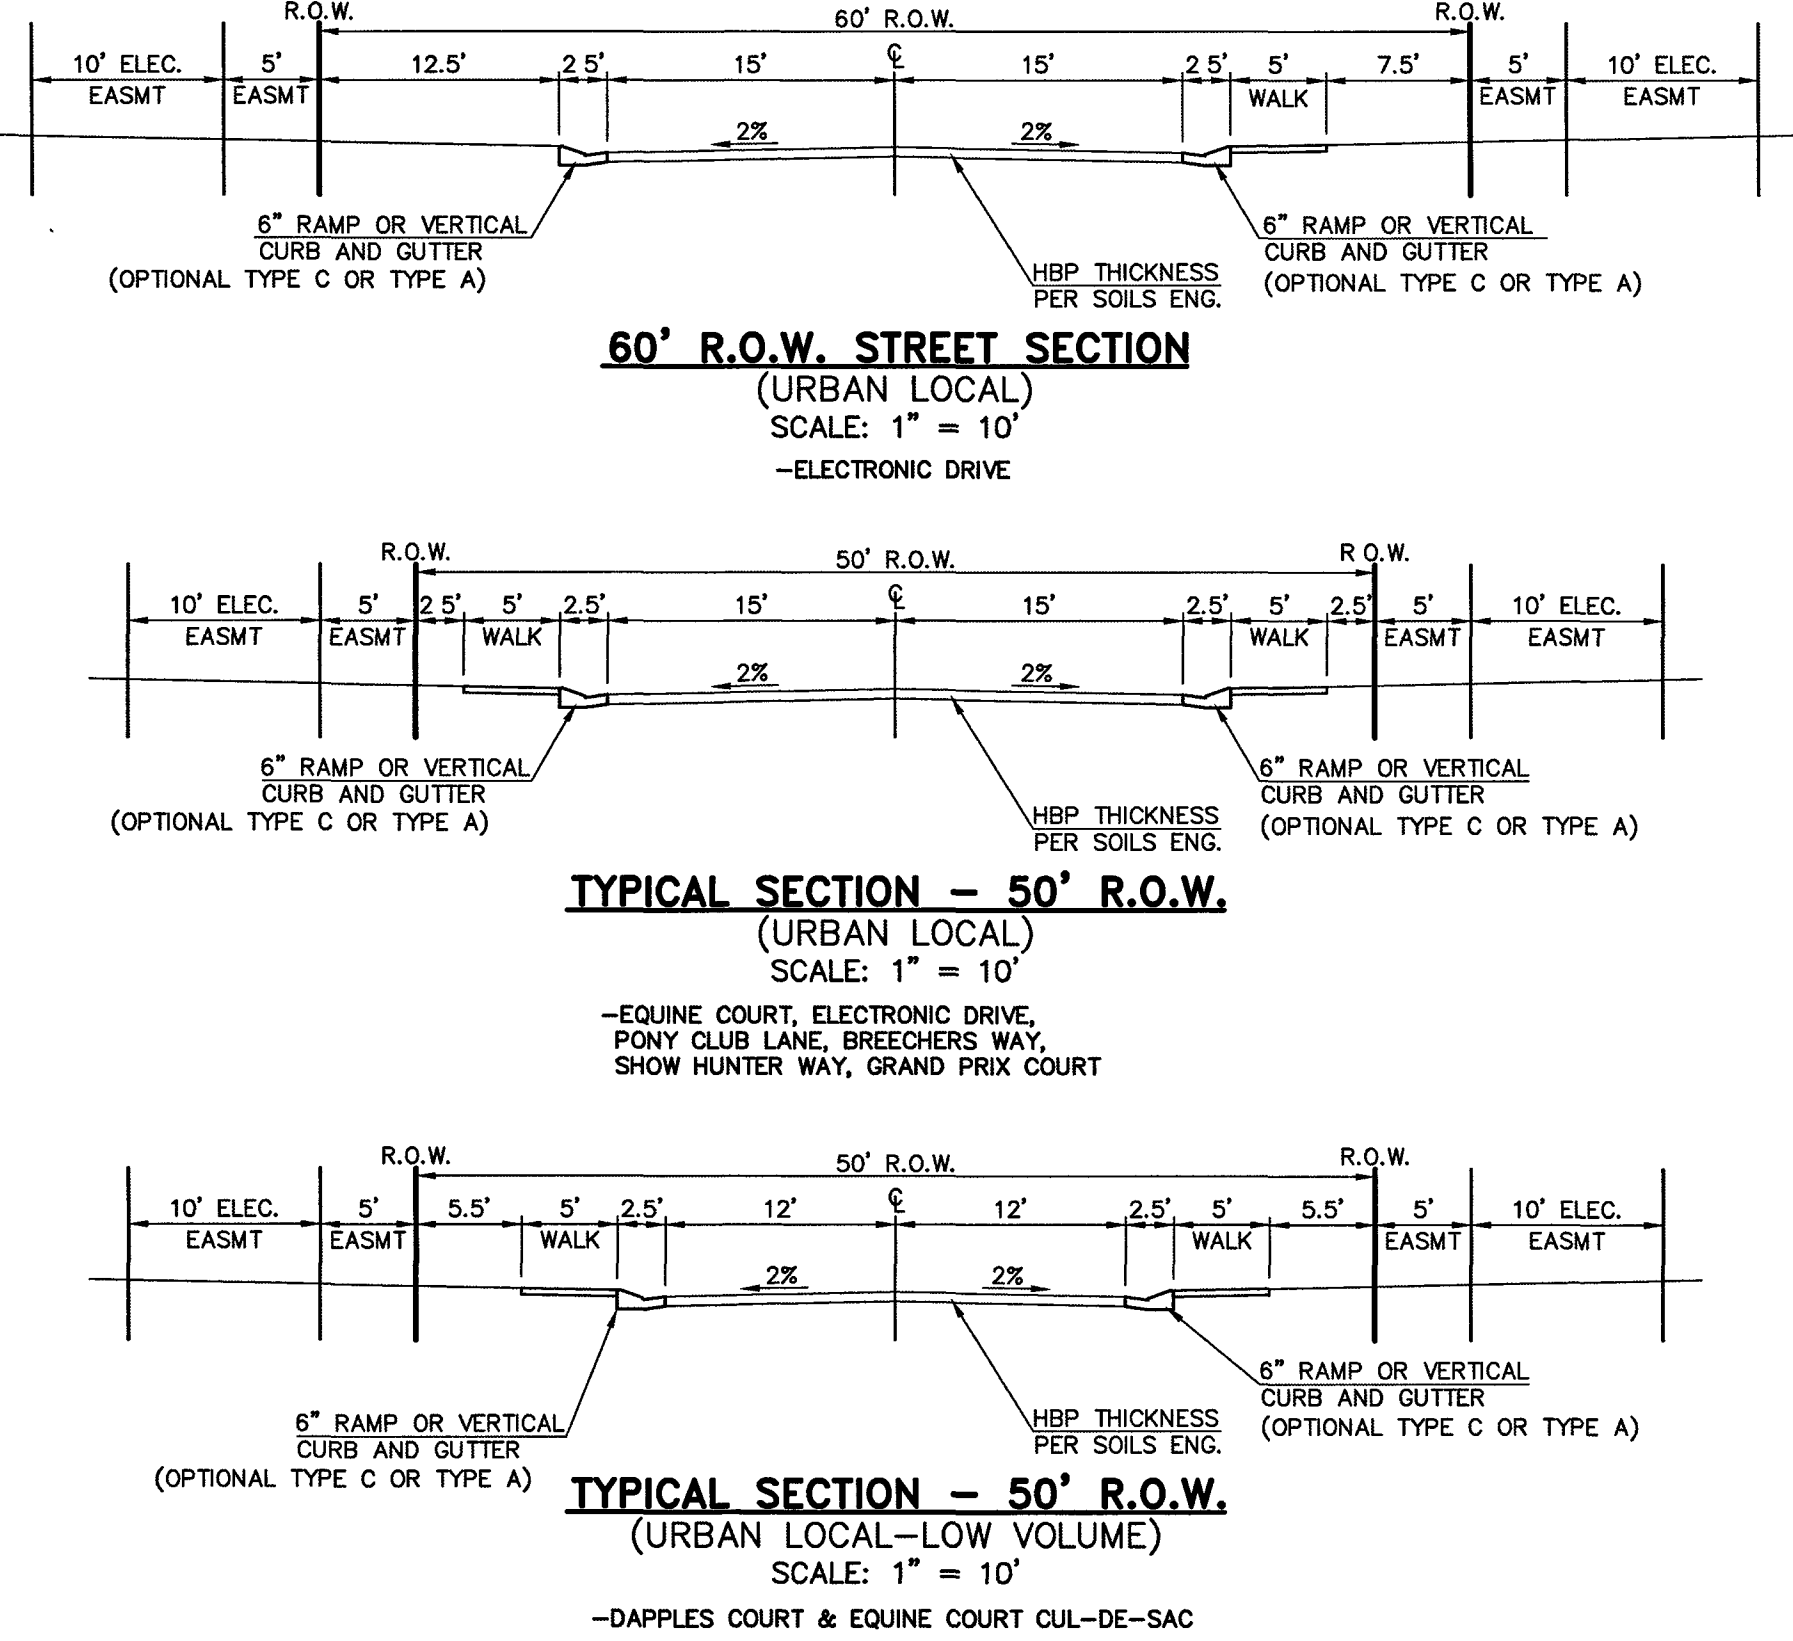 R.O.W. 60' R.O.W. R.O.W.
10' ELEC. 5' 12.5' 2 5' 15' ℄ 15' 2 5' 5' 7.5' 5' 10' ELEC.
EASMT EASMT WALK EASMT EASMT
2% 2%
6" RAMP OR VERTICAL
CURB AND GUTTER
(OPTIONAL TYPE C OR TYPE A)
HBP THICKNESS
PER SOILS ENG.
6" RAMP OR VERTICAL
CURB AND GUTTER
(OPTIONAL TYPE C OR TYPE A)
60' R.O.W. STREET SECTION
(URBAN LOCAL)
SCALE: 1" = 10'
-ELECTRONIC DRIVE
R.O.W. 50' R.O.W. R O.W.
10' ELEC. 5' 2 5' 5' 2.5' 15' ℄ 15' 2.5' 5' 2.5' 5' 10' ELEC.
EASMT EASMT WALK WALK EASMT EASMT
2% 2%
6" RAMP OR VERTICAL
CURB AND GUTTER
(OPTIONAL TYPE C OR TYPE A)
HBP THICKNESS
PER SOILS ENG.
6" RAMP OR VERTICAL
CURB AND GUTTER
(OPTIONAL TYPE C OR TYPE A)
TYPICAL SECTION - 50' R.O.W.
(URBAN LOCAL)
SCALE: 1" = 10'
-EQUINE COURT, ELECTRONIC DRIVE,
PONY CLUB LANE, BREECHERS WAY,
SHOW HUNTER WAY, GRAND PRIX COURT
R.O.W. 50' R.O.W. R.O.W.
10' ELEC. 5' 5.5' 5' 2.5' 12' ℄ 12' 2.5' 5' 5.5' 5' 10' ELEC.
EASMT EASMT WALK WALK EASMT EASMT
2% 2%
6" RAMP OR VERTICAL
CURB AND GUTTER
(OPTIONAL TYPE C OR TYPE A)
HBP THICKNESS
PER SOILS ENG.
6" RAMP OR VERTICAL
CURB AND GUTTER
(OPTIONAL TYPE C OR TYPE A)
TYPICAL SECTION - 50' R.O.W.
(URBAN LOCAL-LOW VOLUME)
SCALE: 1" = 10'
-DAPPLES COURT & EQUINE COURT CUL-DE-SAC